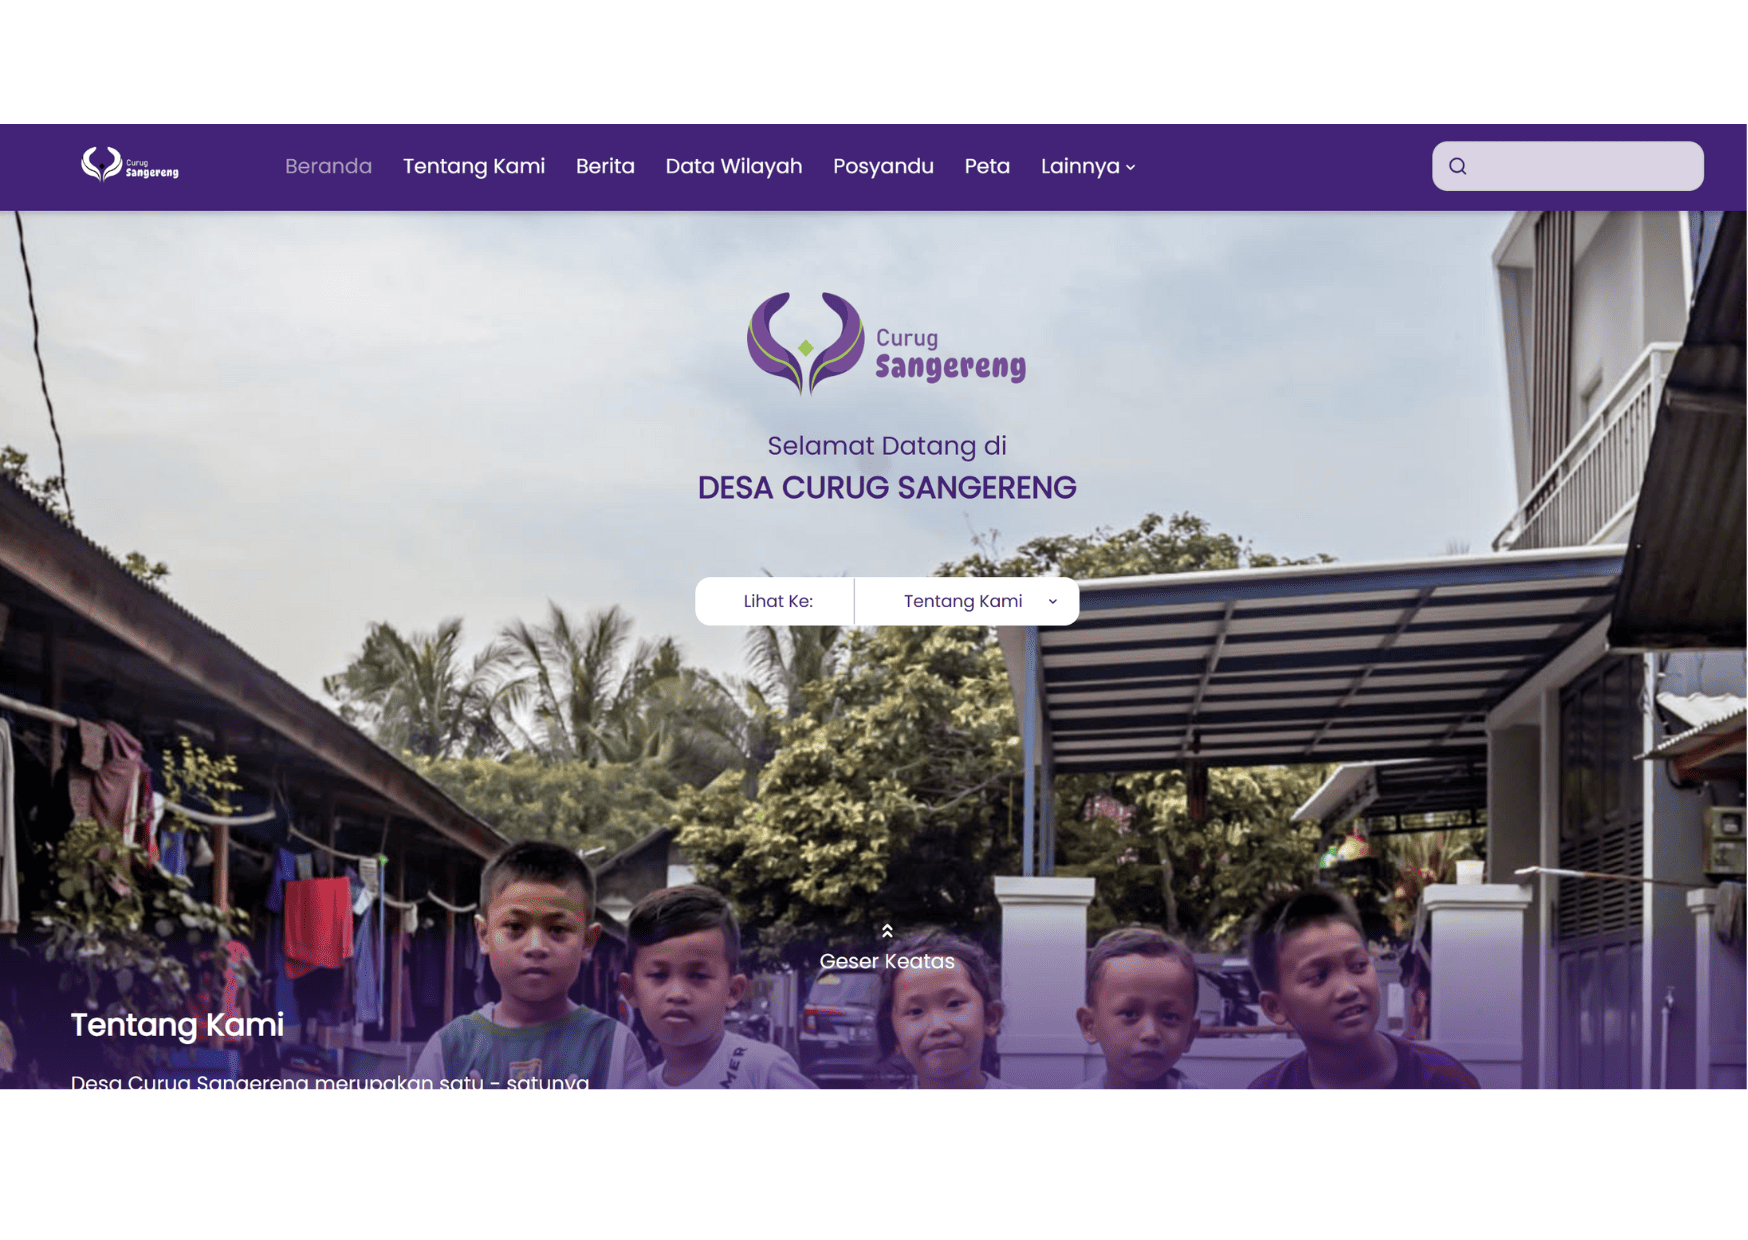 Curug
Sangereng
Beranda Tentang Kami Berita Data Wilayah Posyandu Peta Lainnya
Curug
Sangereng
Selamat Datang di
DESA CURUG SANGERENG
Lihat Ke: Tentang Kami
Geser Keatas
Tentang Kami
MER
Desa Curug Sangereng merupakan satu - satunya